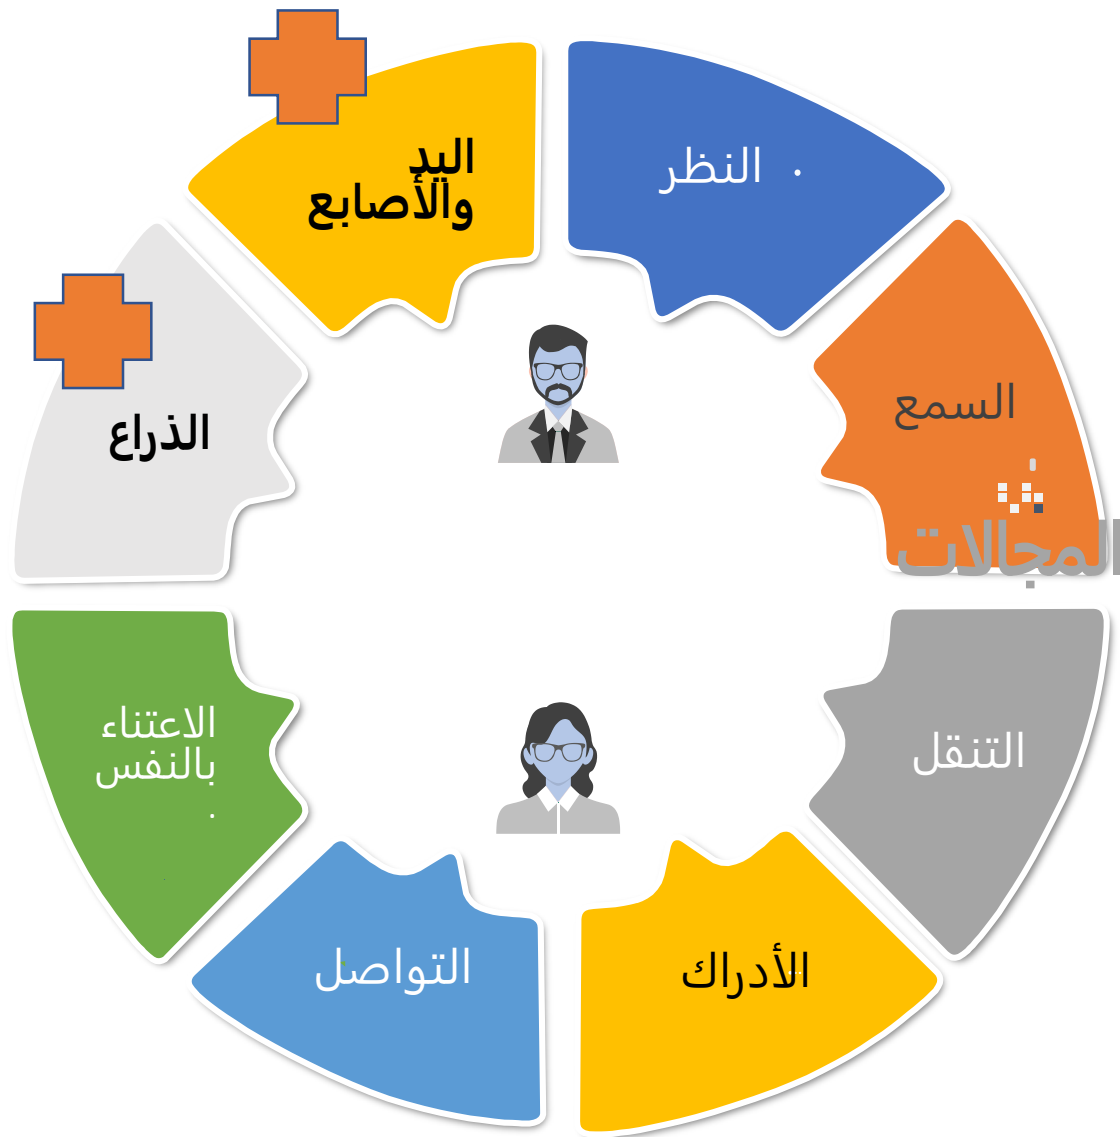 النظر
السمع
المجالات
التنقل
الأدراك
التواصل
الاعتناء
بالنفس
الذراع
اليد
والأصابع